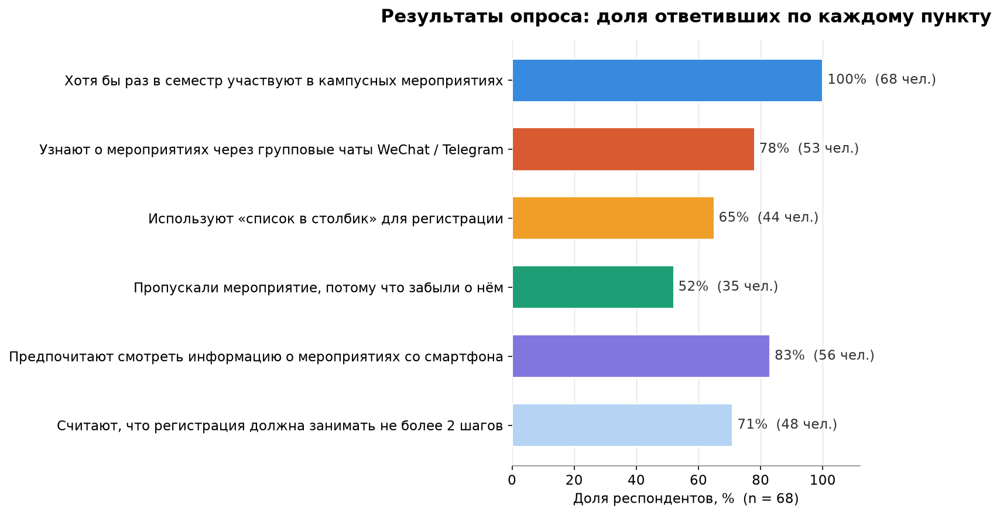 Результаты опроса: доля ответивших по каждому пункту
Хотя бы раз в семестр участвуют в кампусных мероприятиях
100% (68 чел.)
Узнают о мероприятиях через групповые чаты WeChat / Telegram
78% (53 чел.)
Используют «список в столбик» для регистрации
65% (44 чел.)
Пропускали мероприятие, потому что забыли о нём
52% (35 чел.)
Предпочитают смотреть информацию о мероприятиях со смартфона
83% (56 чел.)
Считают, что регистрация должна занимать не более 2 шагов
71% (48 чел.)
0 20 40 60 80 100
Доля респондентов, % (n = 68)